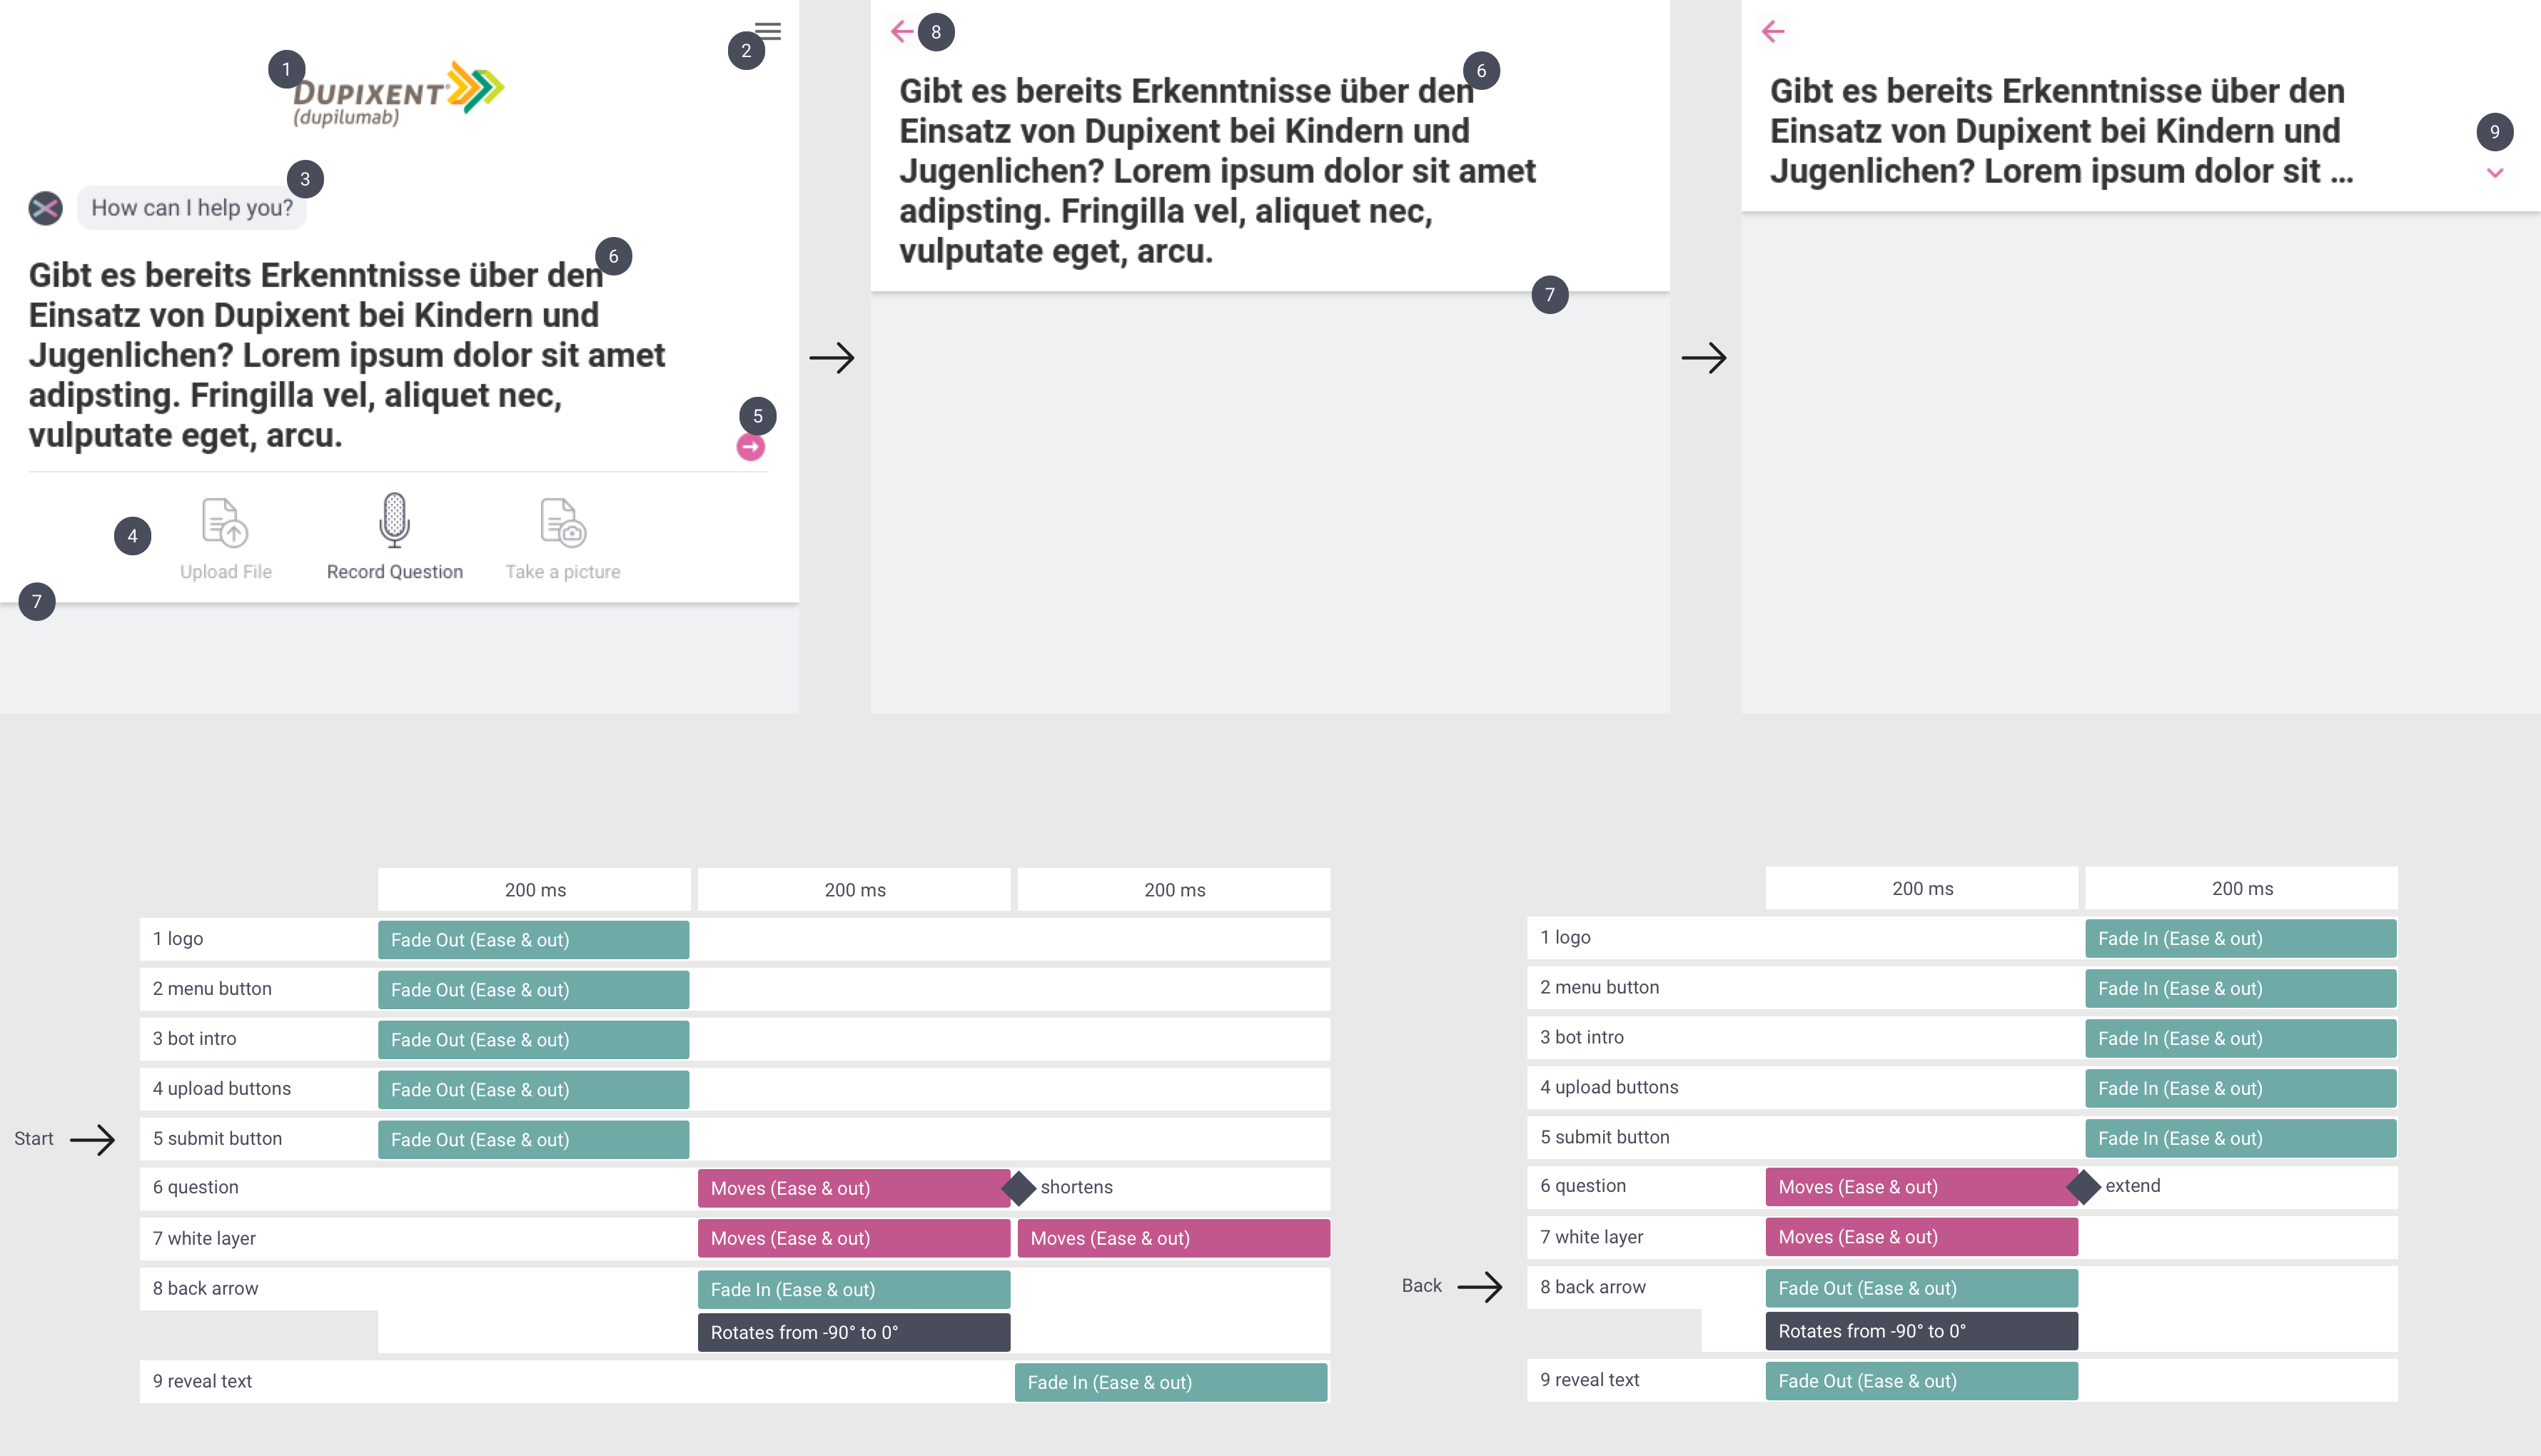 1
2
DUPIXENT
(dupilumab)
3
How can I help you?
6
Gibt es bereits Erkenntnisse über den
Einsatz von Dupixent bei Kindern und
Jugenlichen? Lorem ipsum dolor sit amet
adipsting. Fringilla vel, aliquet nec,
vulputate eget, arcu.
5
4
Upload File
Record Question
Take a picture
7
8
6
Gibt es bereits Erkenntnisse über den
Einsatz von Dupixent bei Kindern und
Jugenlichen? Lorem ipsum dolor sit amet
adipsting. Fringilla vel, aliquet nec,
vulputate eget, arcu.
7
Gibt es bereits Erkenntnisse über den
Einsatz von Dupixent bei Kindern und
Jugenlichen? Lorem ipsum dolor sit ...
9
200 ms 200 ms 200 ms
1 logo Fade Out (Ease & out)
2 menu button Fade Out (Ease & out)
3 bot intro Fade Out (Ease & out)
4 upload buttons Fade Out (Ease & out)
Start
5 submit button Fade Out (Ease & out)
6 question Moves (Ease & out) shortens
7 white layer Moves (Ease & out) Moves (Ease & out)
8 back arrow Fade In (Ease & out)
Rotates from -90° to 0°
9 reveal text Fade In (Ease & out)
200 ms 200 ms
1 logo Fade In (Ease & out)
2 menu button Fade In (Ease & out)
3 bot intro Fade In (Ease & out)
4 upload buttons Fade In (Ease & out)
5 submit button Fade In (Ease & out)
6 question Moves (Ease & out) extend
7 white layer Moves (Ease & out)
Back
8 back arrow Fade Out (Ease & out)
Rotates from -90° to 0°
9 reveal text Fade Out (Ease & out)